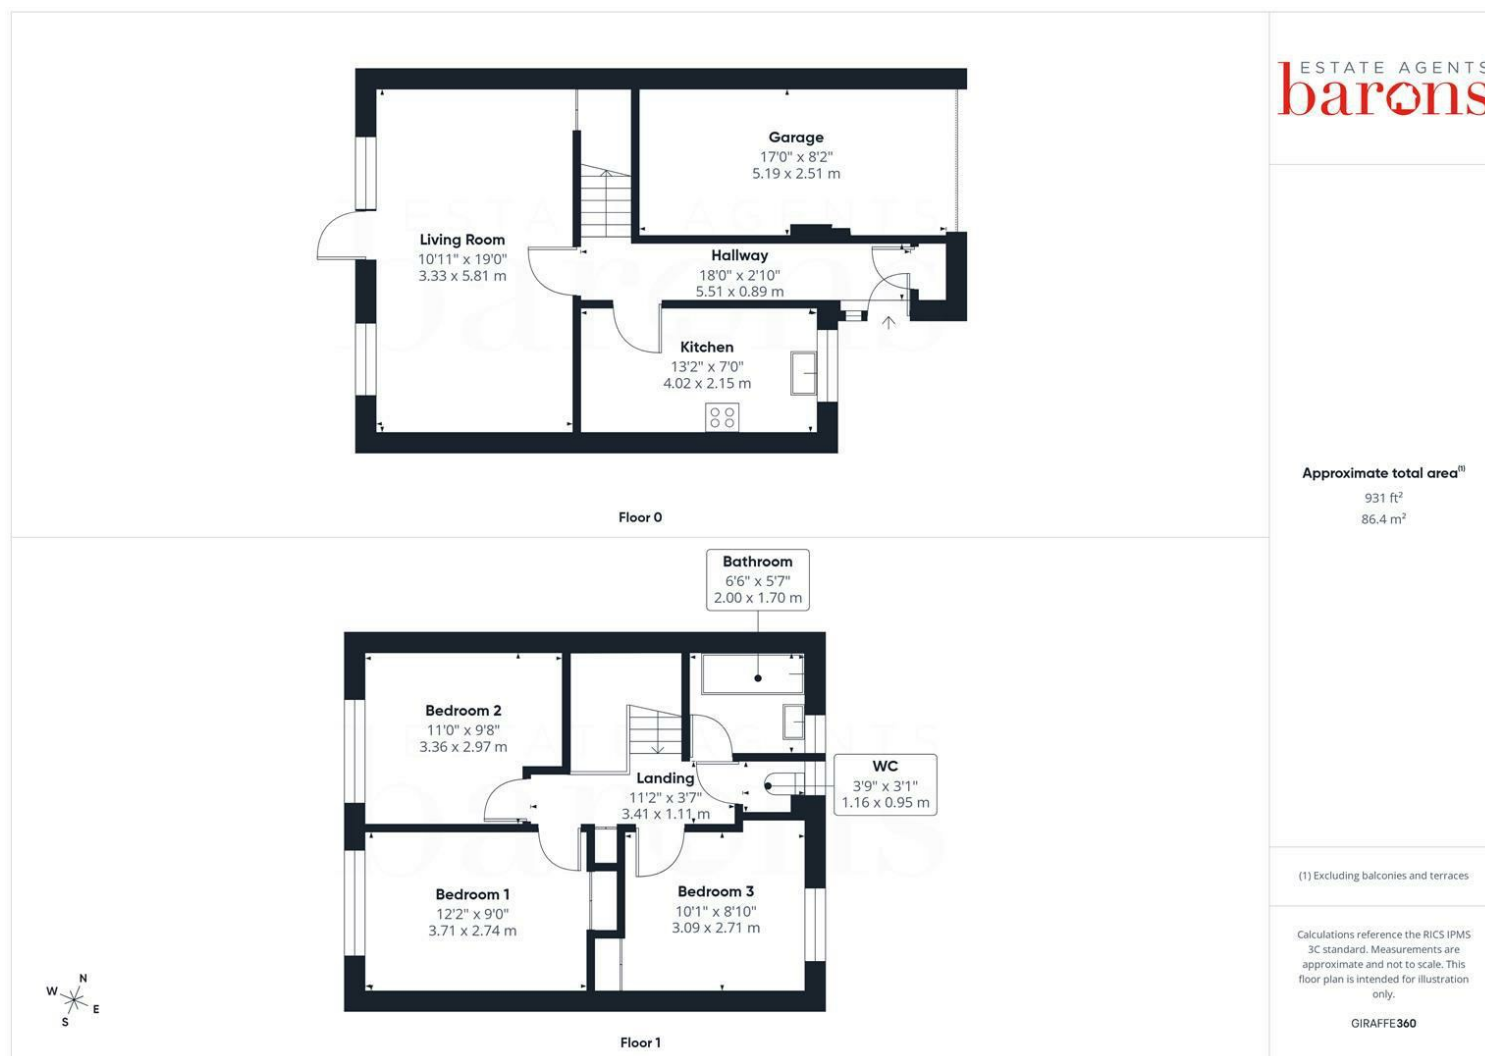 ESTATE AGENTS
barons
Garage
17'0" x 8'2"
5.19 x 2.51 m
Living Room
10'11" x 19'0"
3.33 x 5.81 m
Hallway
18'0" x 2'10"
5.51 x 0.89 m
Kitchen
13'2" x 7'0"
4.02 x 2.15 m
Floor 0
Approximate total area(1)
931 ft²
86.4 m²
Bathroom
6'6" x 5'7"
2.00 x 1.70 m
Bedroom 2
11'0" x 9'8"
3.36 x 2.97 m
Landing
11'2" x 3'7"
3.41 x 1.11 m
WC
3'9" x 3'1"
1.16 x 0.95 m
Bedroom 1
12'2" x 9'0"
3.71 x 2.74 m
Bedroom 3
10'1" x 8'10"
3.09 x 2.71 m
N
W
E
S
Floor 1
(1) Excluding balconies and terraces
Calculations reference the RICS IPMS
3C standard. Measurements are
approximate and not to scale. This
floor plan is intended for illustration
only.
GIRAFFE360
ESTATE AGENTS
barons
ESTATE AGENTS
barons